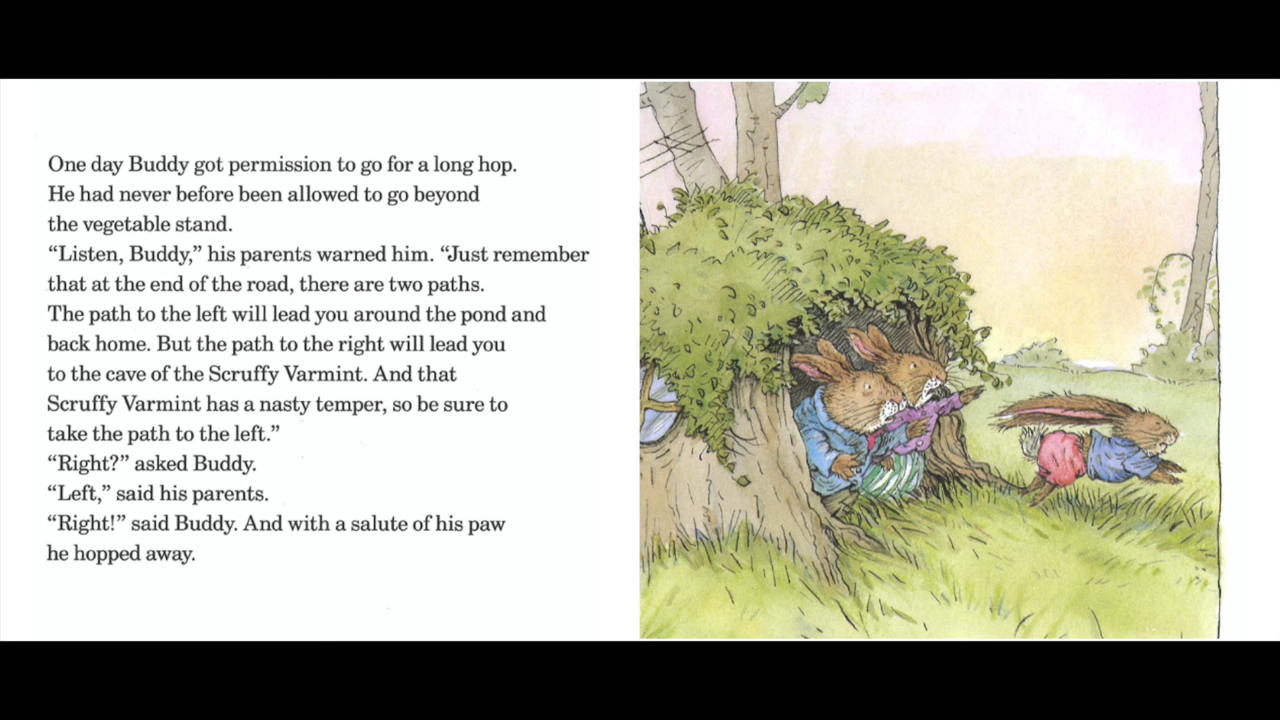 One day Buddy got permission to go for a long hop.
He had never before been allowed to go beyond
the vegetable stand.
“Listen, Buddy,” his parents warned him. “Just remember
that at the end of the road, there are two paths.
The path to the left will lead you around the pond and
back home. But the path to the right will lead you
to the cave of the Scruffy Varmint. And that
Scruffy Varmint has a nasty temper, so be sure to
take the path to the left.”
“Right?” asked Buddy.
“Left,” said his parents.
“Right!” said Buddy. And with a salute of his paw
he hopped away.